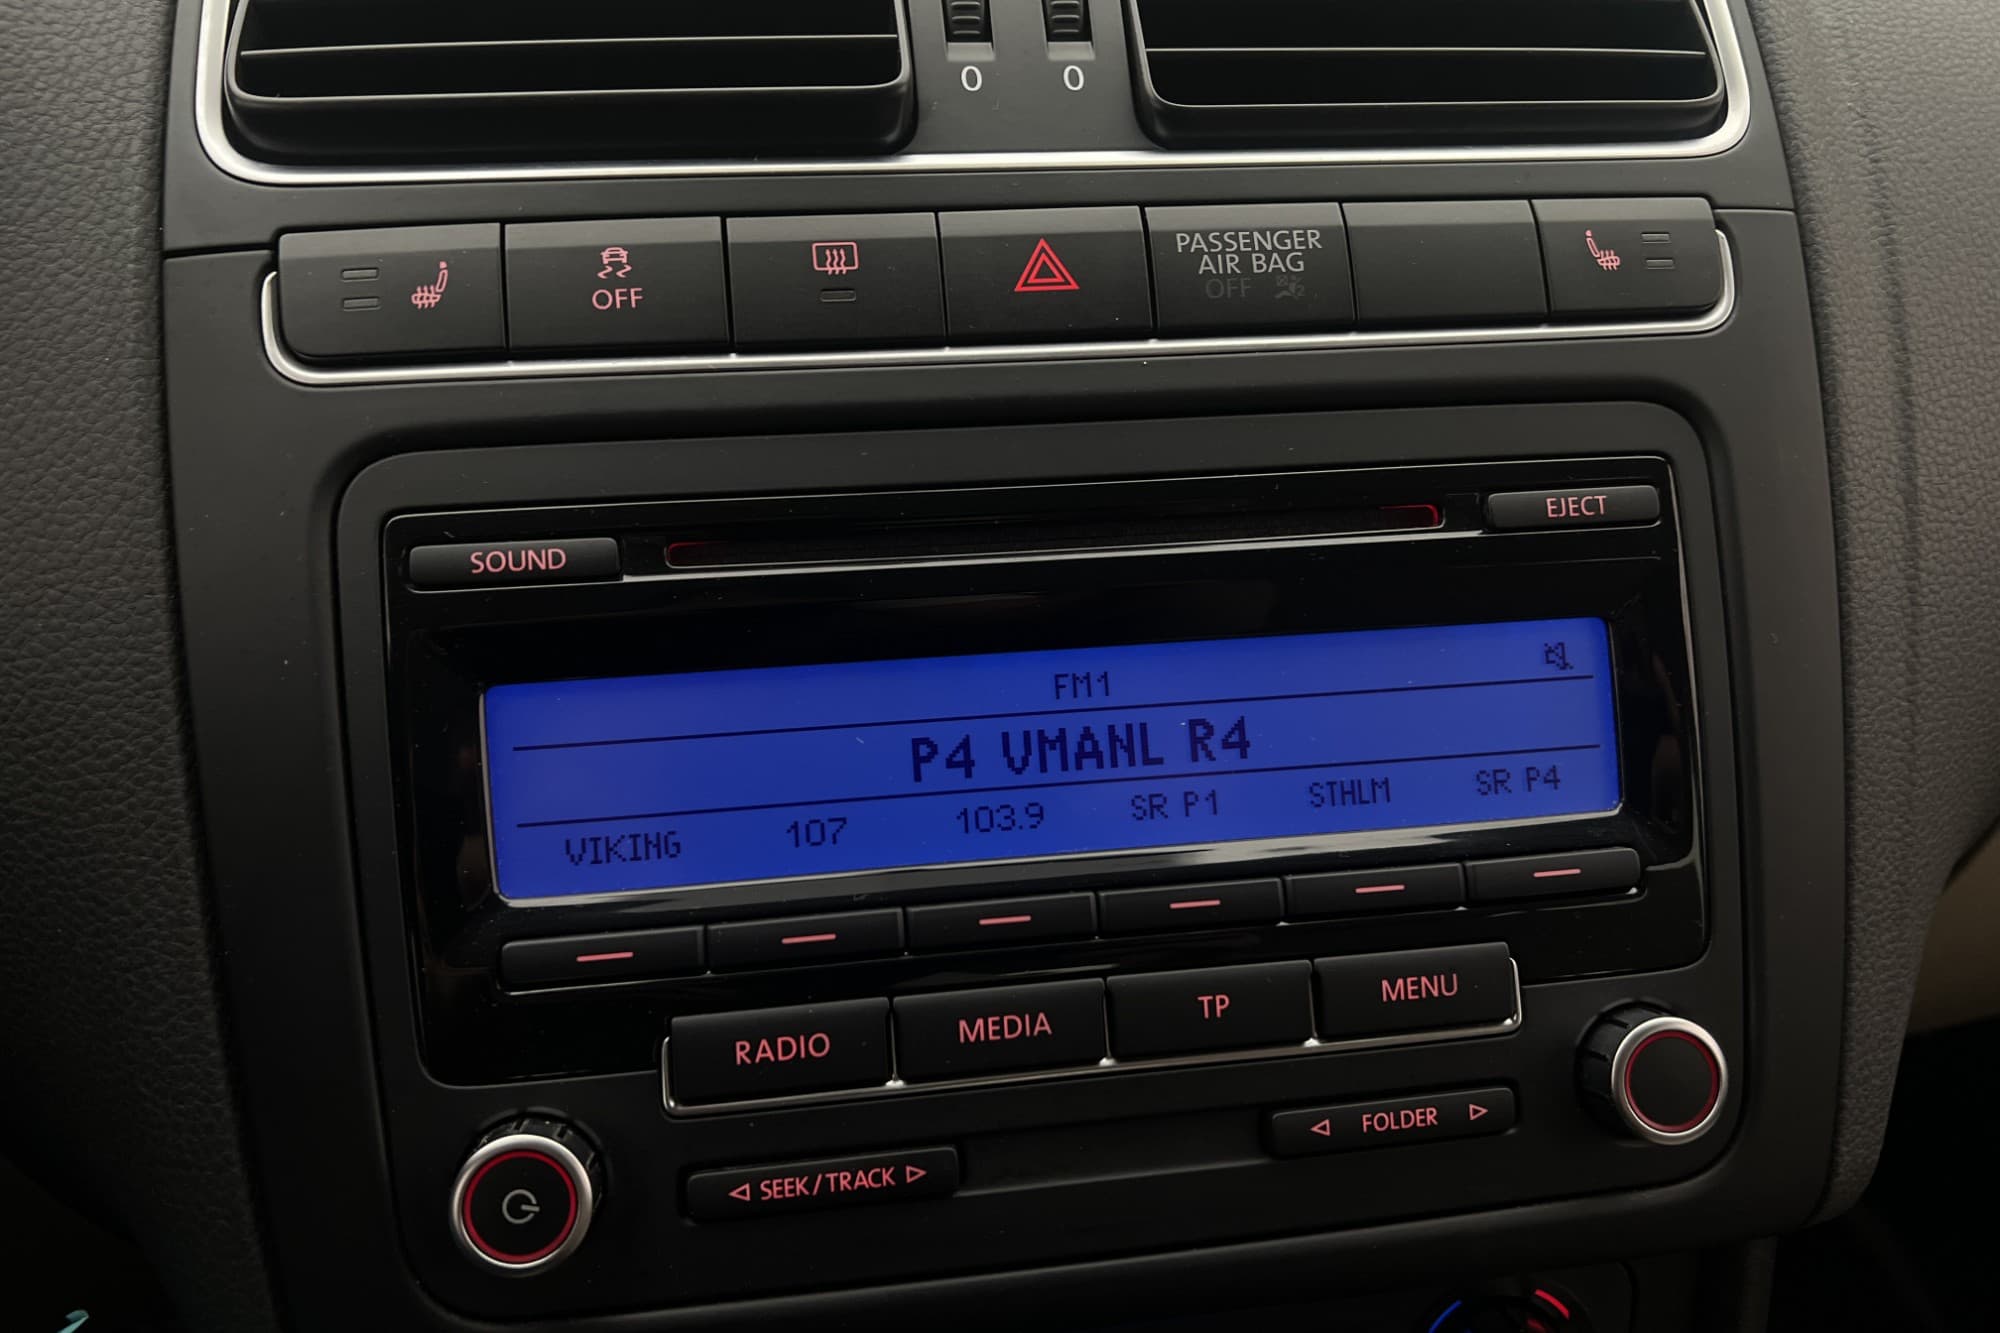 0 0
OFF
PASSENGER
AIR BAG
OFF
SOUND
EJECT
FM1
P4 VMANL R4
VIKING 107 103.9 SR P1 STHLM SR P4
RADIO MEDIA TP MENU
SEEK/TRACK
FOLDER